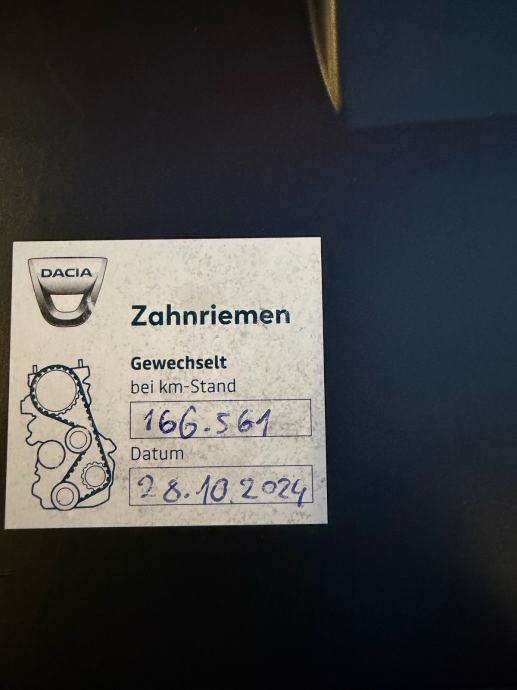 DACIA
Zahnriemen
Gewechselt
bei km-Stand
166.561
Datum
28.10.2024